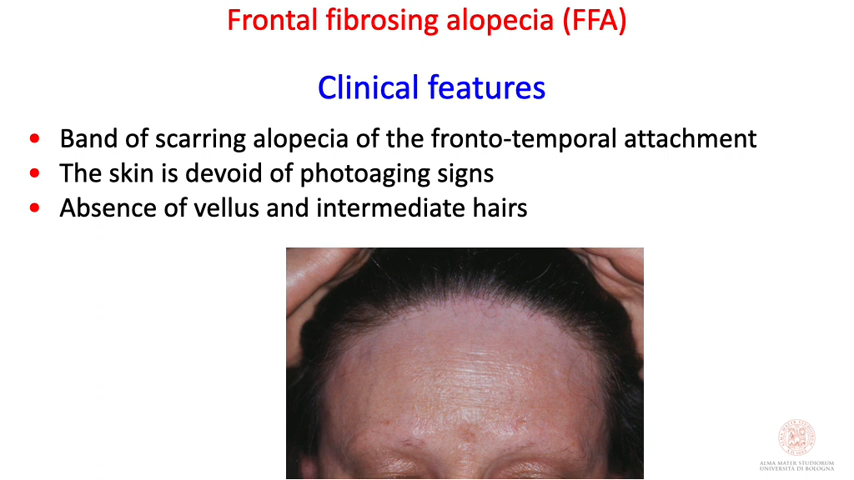 Frontal fibrosing alopecia (FFA)
Clinical features
• Band of scarring alopecia of the fronto-temporal attachment
• The skin is devoid of photoaging signs
• Absence of vellus and intermediate hairs
ALMA MATER STUDIORUM
UNIVERSITÀ DI BOLOGNA